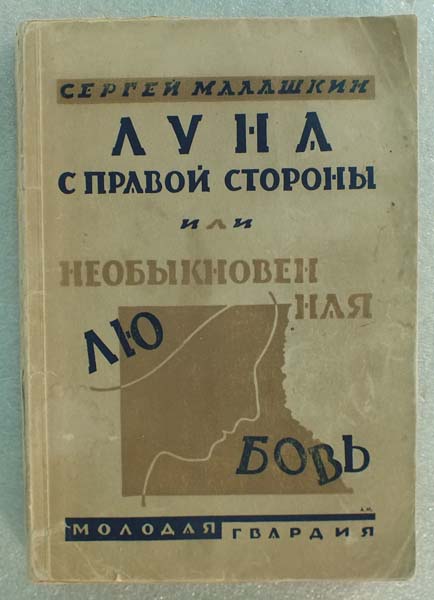 СЕРГЕЙ МАЛАШКИН
ЛУНА
С ПРАВОЙ СТОРОНЫ
ИЛИ
НЕОБЫКНОВЕН
НАЯ
ЛЮ
БОВЬ
МОЛОДАЯ ГВАРДИЯ